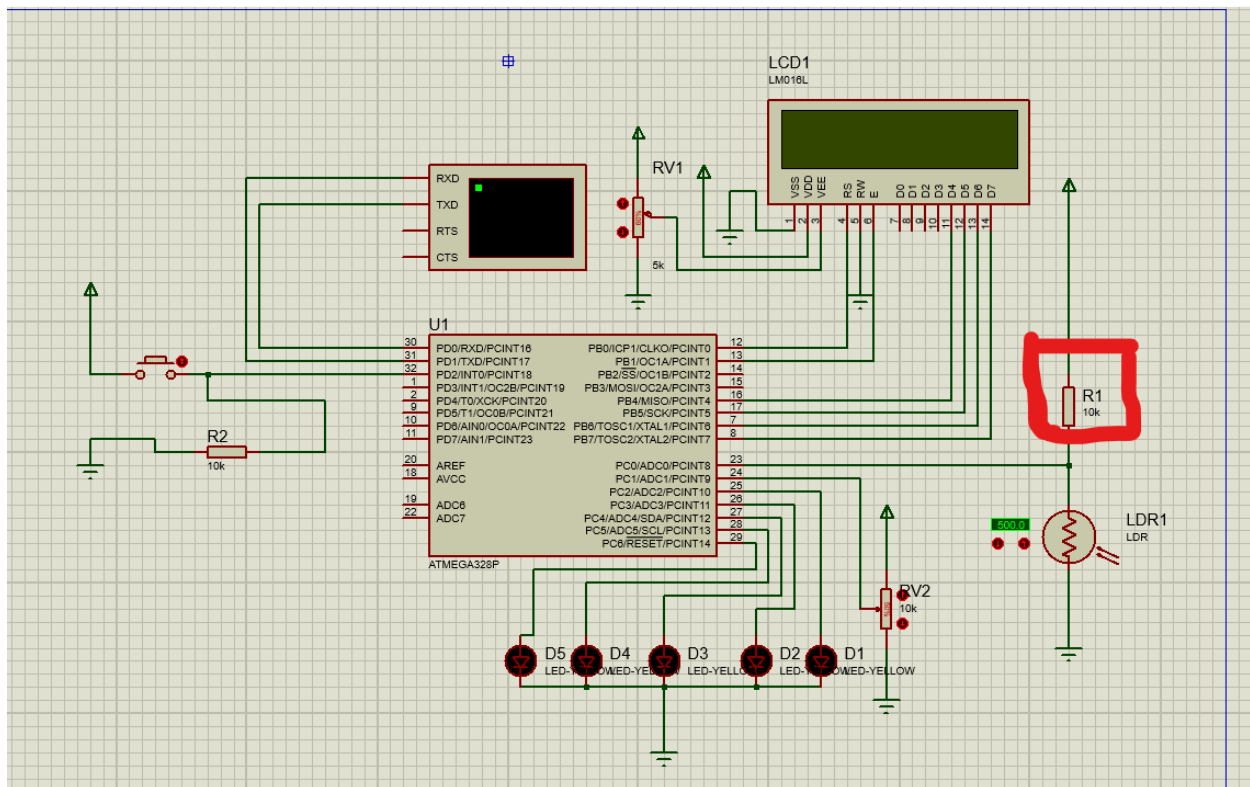 LCD1
LM016L
RXD
TXD
RTS
CTS
RV1
5k
VSS
VDD
VEE
RS
RW
E
D0
D1
D2
D3
D4
D5
D6
D7
1
2
3
4
5
6
7
8
9
10
11
12
13
14
R1
10k
U1
30 PD0/RXD/PCINT16
31 PD1/TXD/PCINT17
32 PD2/INT0/PCINT18
1 PD3/INT1/OC2B/PCINT19
2 PD4/T0/XCK/PCINT20
9 PD5/T1/OC0B/PCINT21
10 PD6/AIN0/OC0A/PCINT22
11 PD7/AIN1/PCINT23
20 AREF
18 AVCC
19 ADC6
22 ADC7
PB0/ICP1/CLKO/PCINT0 12
PB1/OC1A/PCINT1 13
PB2/SS/OC1B/PCINT2 14
PB3/MOSI/OC2A/PCINT3 15
PB4/MISO/PCINT4 16
PB5/SCK/PCINT5 17
PB6/TOSC1/XTAL1/PCINT6 7
PB7/TOSC2/XTAL2/PCINT7 8
PC0/ADC0/PCINT8 23
PC1/ADC1/PCINT9 24
PC2/ADC2/PCINT10 25
PC3/ADC3/PCINT11 26
PC4/ADC4/SDA/PCINT12 27
PC5/ADC5/SCL/PCINT13 28
PC6/RESET/PCINT14 29
ATMEGA328P
R2
10k
500.0
LDR1
LDR
RV2
10k
D5
D4
D3
D2
D1
LED-YELLOW